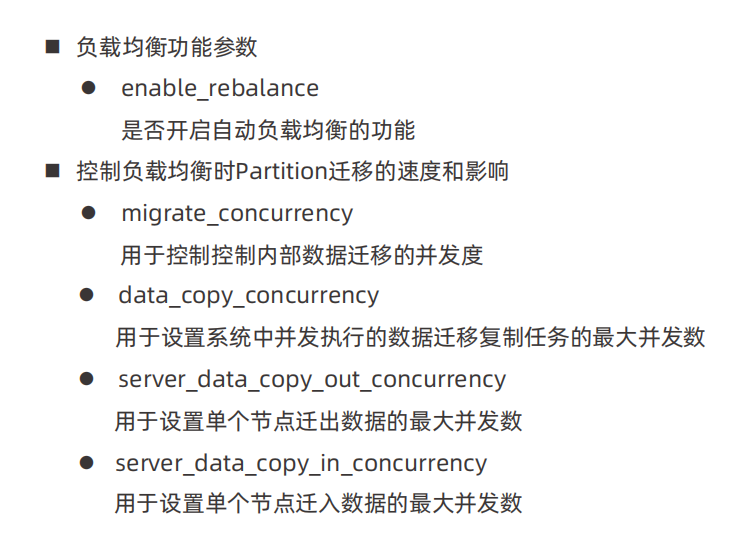 ■ 负载均衡功能参数
● enable_rebalance
是否开启自动负载均衡的功能
■ 控制负载均衡时Partition迁移的速度和影响
● migrate_concurrency
用于控制控制内部数据迁移的并发度
● data_copy_concurrency
用于设置系统中并发执行的数据迁移复制任务的最大并发数
● server_data_copy_out_concurrency
用于设置单个节点迁出数据的最大并发数
● server_data_copy_in_concurrency
用于设置单个节点迁入数据的最大并发数